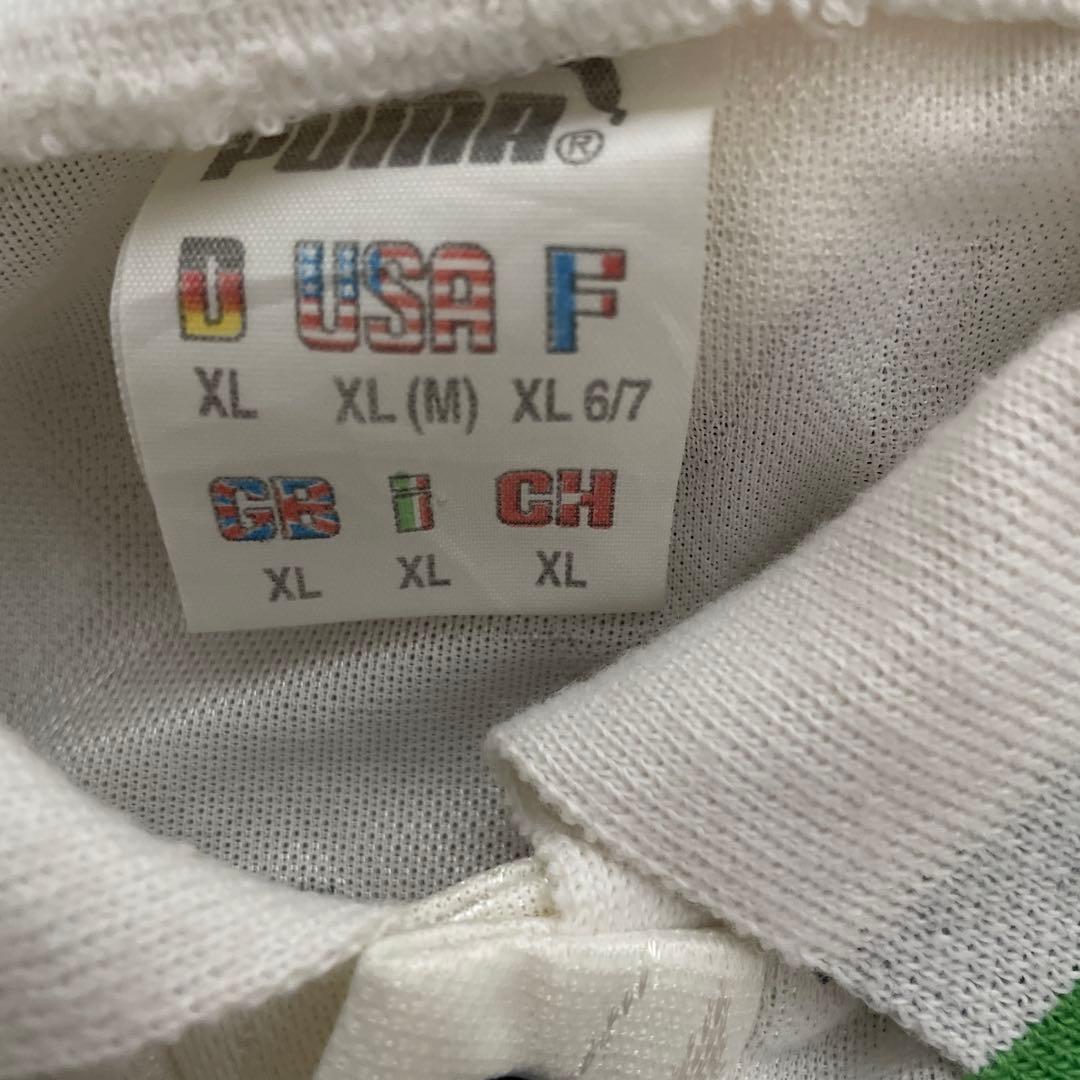 PUMA®
D USA F
XL XL (M) XL 6/7
GB i CH
XL XL XL